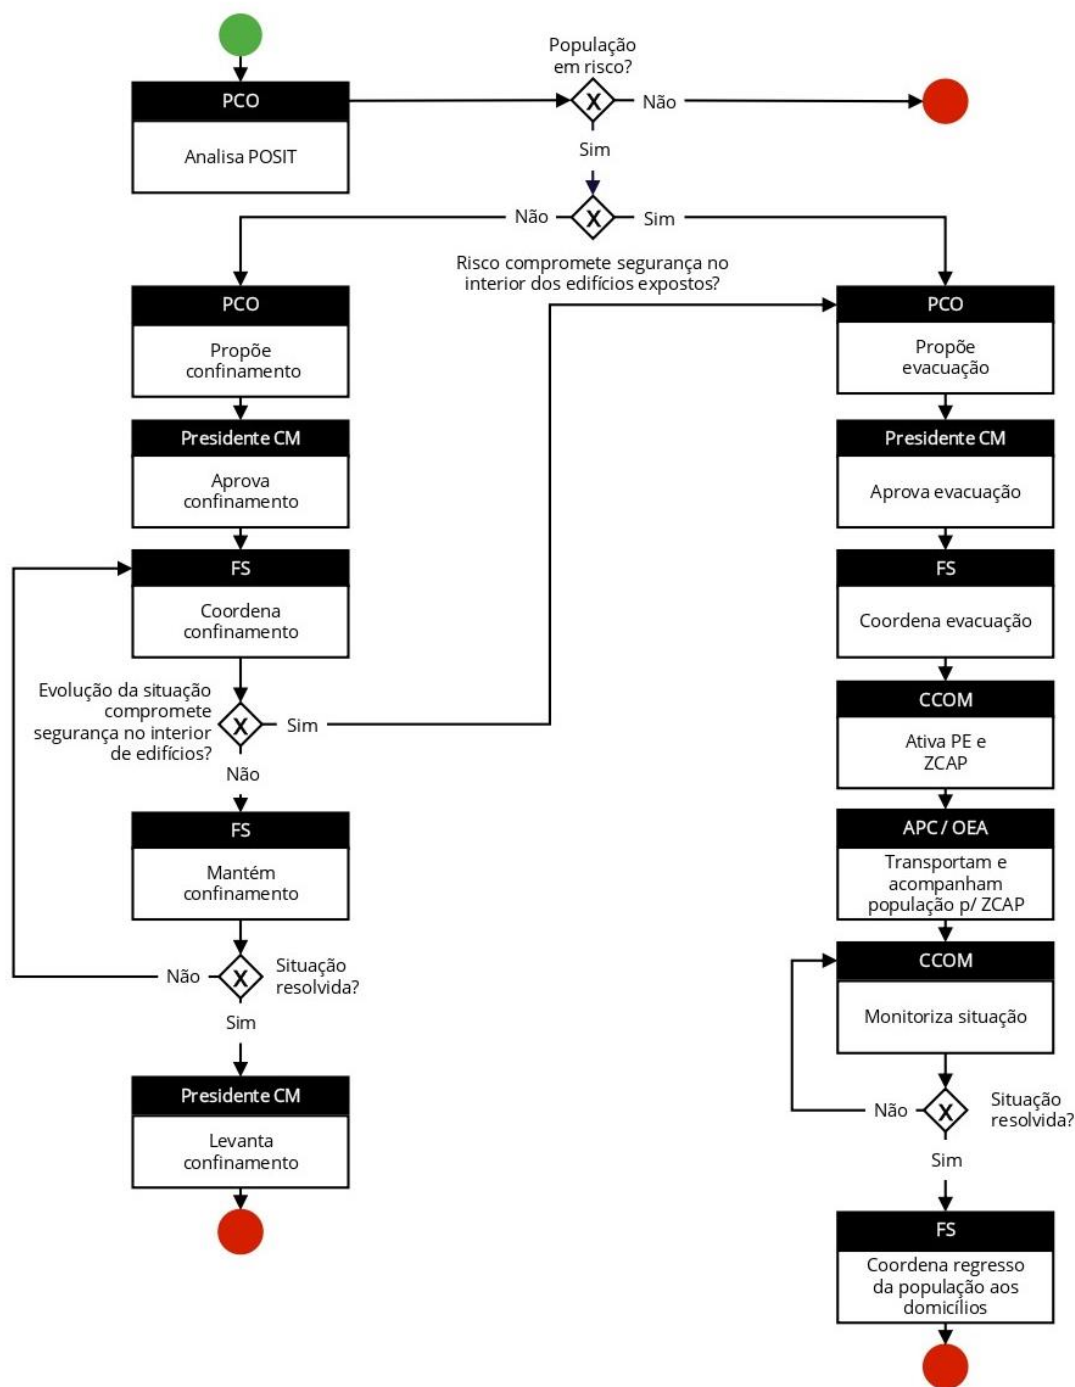 População
em risco?
PCO
Analisa POSIT
Não
Sim
Não
Sim
Risco compromete segurança no
interior dos edifícios expostos?
PCO
Propõe
confinamento
Presidente CM
Aprova
confinamento
FS
Coordena
confinamento
Evolução da situação
compromete
segurança no interior
de edifícios?
Sim
Não
FS
Mantém
confinamento
Não
Situação
resolvida?
Sim
Presidente CM
Levanta
confinamento
PCO
Propõe
evacuação
Presidente CM
Aprova evacuação
FS
Coordena evacuação
CCOM
Ativa PE e
ZCAP
APC / OEA
Transportam e
acompanham
população p/ ZCAP
CCOM
Monitoriza situação
Não
Situação
resolvida?
Sim
FS
Coordena regresso
da população aos
domicílios